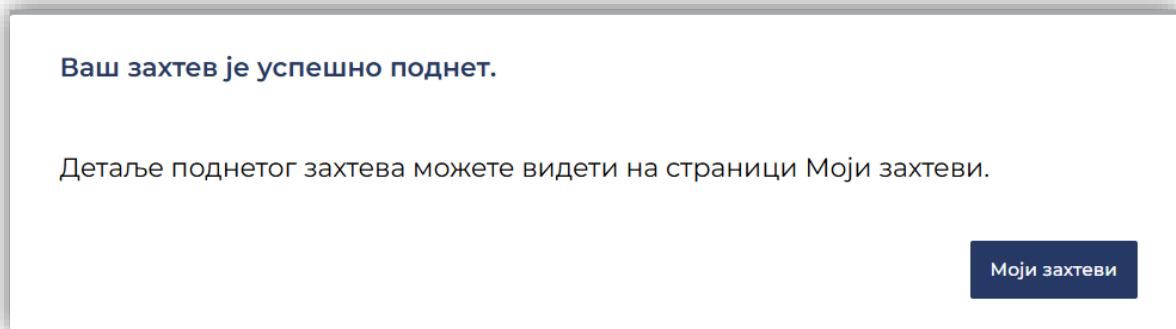 Ваш захтев је успешно поднет.
Детаље поднетог захтева можете видети на страници Моји захтеви.
Моји захтеви